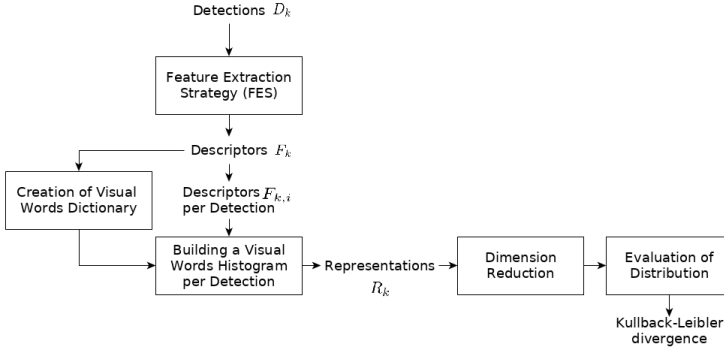 Detections D_k
Feature Extraction
Strategy (FES)
Descriptors F_k
Creation of Visual
Words Dictionary
Descriptors F_{k,i}
per Detection
Building a Visual
Words Histogram
per Detection
Representations
R_k
Dimension
Reduction
Evaluation of
Distribution
Kullback-Leibler
divergence